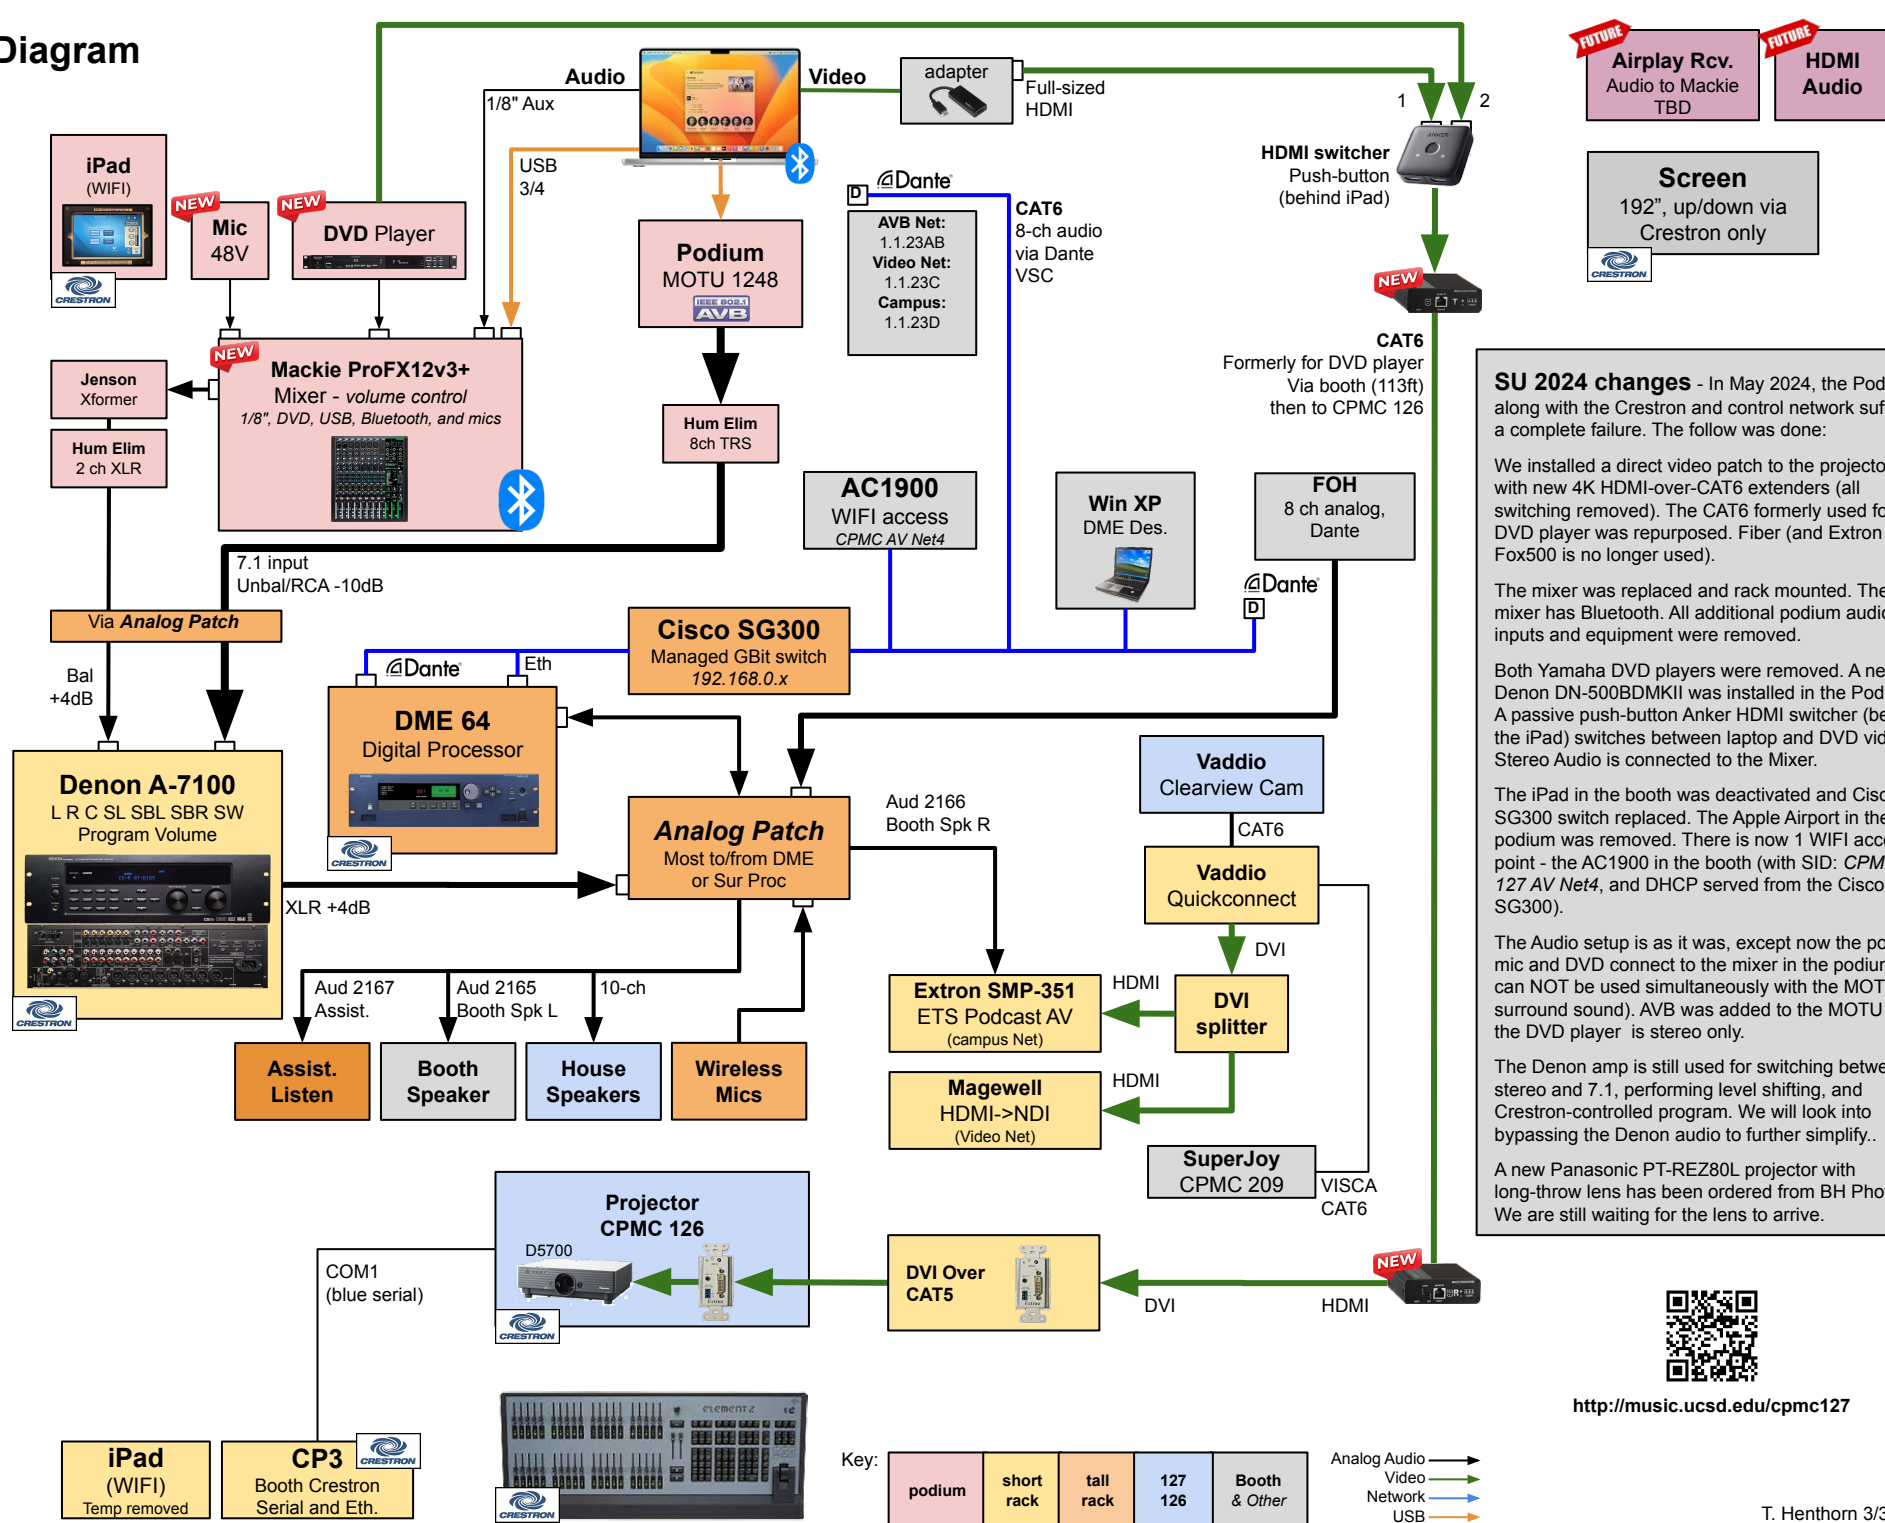 Diagram
Audio
Video
1/8" Aux
adapter
Full-sized
HDMI
1
2
ANKER
HDMI switcher
Push-button
(behind iPad)
FUTURE
Airplay Rcv.
Audio to Mackie
TBD
FUTURE
HDMI
Audio
Screen
192”, up/down via
Crestron only
CRESTRON
iPad
(WIFI)
CRESTRON
NEW
Mic
48V
NEW
DVD Player
USB
3/4
Podium
MOTU 1248
IEEE 802.1
AVB
D
Dante
AVB Net:
1.1.23AB
Video Net:
1.1.23C
Campus:
1.1.23D
CAT6
8-ch audio
via Dante
VSC
NEW
CAT6
Formerly for DVD player
Via booth (113ft)
then to CPMC 126
NEW
Mackie ProFX12v3+
Mixer - volume control
1/8", DVD, USB, Bluetooth, and mics
Jenson
Xformer
Hum Elim
2 ch XLR
Hum Elim
8ch TRS
AC1900
WIFI access
CPMC AV Net4
Win XP
DME Des.
FOH
8 ch analog,
Dante
Dante
D
7.1 input
Unbal/RCA -10dB
Via Analog Patch
Bal
+4dB
Cisco SG300
Managed GBit switch
192.168.0.x
Dante
Eth
DME 64
Digital Processor
CRESTRON
Denon A-7100
L R C SL SBL SBR SW
Program Volume
CRESTRON
XLR +4dB
Analog Patch
Most to/from DME
or Sur Proc
Aud 2166
Booth Spk R
Vaddio
Clearview Cam
CAT6
Vaddio
Quickconnect
DVI
Aud 2167
Assist.
Aud 2165
Booth Spk L
10-ch
Assist.
Listen
Booth
Speaker
House
Speakers
Wireless
Mics
Extron SMP-351
ETS Podcast AV
(campus Net)
HDMI
DVI
splitter
Magewell
HDMI->NDI
(Video Net)
HDMI
SuperJoy
CPMC 209
VISCA
CAT6
Projector
CPMC 126
D5700
Extron
CRESTRON
DVI Over
CAT5
Extron
DVI
HDMI
NEW
COM1
(blue serial)
SU 2024 changes - In May 2024, the Pod
along with the Crestron and control network suf
a complete failure. The follow was done:
We installed a direct video patch to the projecto
with new 4K HDMI-over-CAT6 extenders (all
switching removed). The CAT6 formerly used fo
DVD player was repurposed. Fiber (and Extron
Fox500 is no longer used).
The mixer was replaced and rack mounted. The
mixer has Bluetooth. All additional podium audio
inputs and equipment were removed.
Both Yamaha DVD players were removed. A ne
Denon DN-500BDMKII was installed in the Pod
A passive push-button Anker HDMI switcher (be
the iPad) switches between laptop and DVD vid
Stereo Audio is connected to the Mixer.
The iPad in the booth was deactivated and Cisc
SG300 switch replaced. The Apple Airport in the
podium was removed. There is now 1 WIFI acce
point - the AC1900 in the booth (with SID: CPM
127 AV Net4, and DHCP served from the Cisco
SG300).
The Audio setup is as it was, except now the po
mic and DVD connect to the mixer in the podium
can NOT be used simultaneously with the MOT
surround sound). AVB was added to the MOTU
the DVD player is stereo only.
The Denon amp is still used for switching betwe
stereo and 7.1, performing level shifting, and
Crestron-controlled program. We will look into
bypassing the Denon audio to further simplify..
A new Panasonic PT-REZ80L projector with
long-throw lens has been ordered from BH Pho
We are still waiting for the lens to arrive.
http://music.ucsd.edu/cpmc127
iPad
(WIFI)
Temp removed
CP3
Booth Crestron
Serial and Eth.
CRESTRON
element 2
CRESTRON
Key:
podium
short
rack
tall
rack
127
126
Booth
& Other
Analog Audio
Video
Network
USB
T. Henthorn 3/3